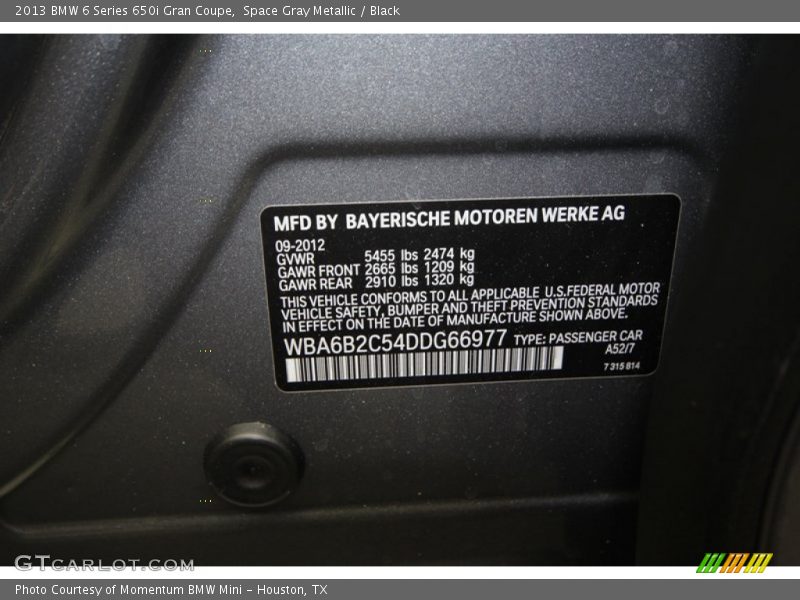 2013 BMW 6 Series 650i Gran Coupe,  Space Gray Metallic / Black
MFD BY BAYERISCHE MOTOREN WERKE AG
09-2012
GVWR 5455 lbs 2474 kg
GAWR FRONT 2665 lbs 1209 kg
GAWR REAR 2910 lbs 1320 kg
THIS VEHICLE CONFORMS TO ALL APPLICABLE U.S.FEDERAL MOTOR
VEHICLE SAFETY, BUMPER AND THEFT PREVENTION STANDARDS
IN EFFECT ON THE DATE OF MANUFACTURE SHOWN ABOVE.
WBA6B2C54DDG66977 TYPE: PASSENGER CAR
A52/7
7 315 814
GTCARLOT.COM
Photo Courtesy of Momentum BMW Mini - Houston, TX